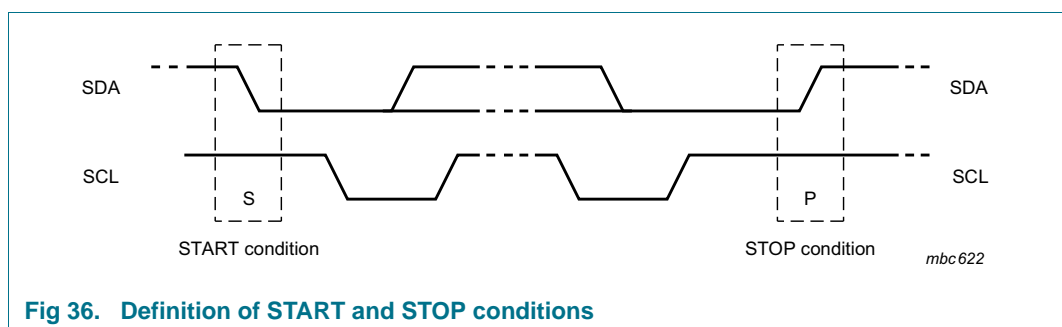 SDA SDA
SCL SCL
S P
START condition STOP condition
mbc622
Fig 36. Definition of START and STOP conditions